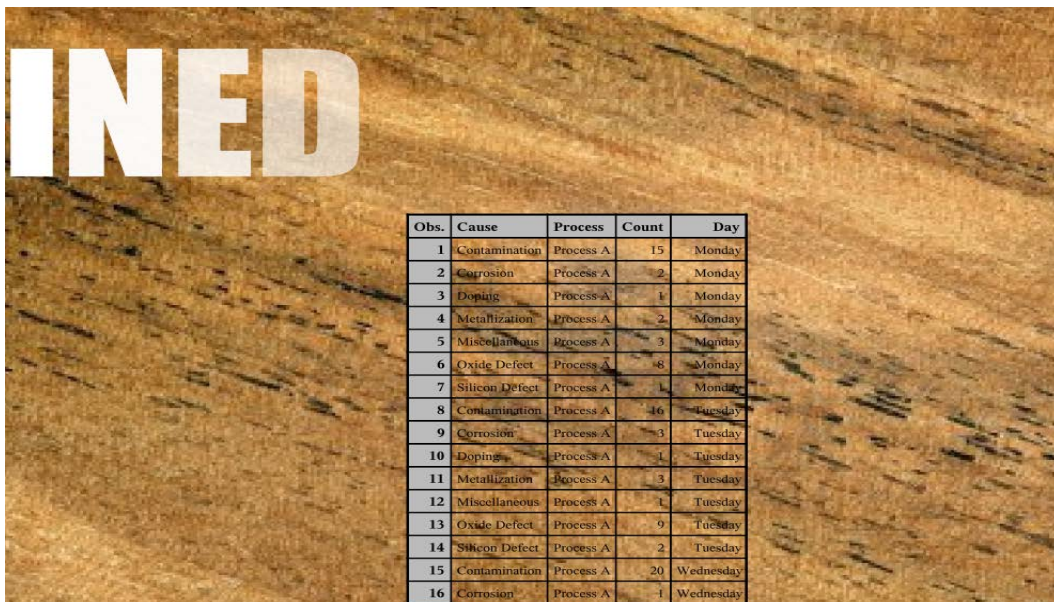 INED
Obs. Cause Process Count Day
1 Contamination Process A 15 Monday
2 Corrosion Process A 2 Monday
3 Doping Process A 1 Monday
4 Metallization Process A 2 Monday
5 Miscellaneous Process A 3 Monday
6 Oxide Defect Process A 8 Monday
7 Silicon Defect Process A 1 Monday
8 Contamination Process A 16 Tuesday
9 Corrosion Process A 3 Tuesday
10 Doping Process A 1 Tuesday
11 Metallization Process A 3 Tuesday
12 Miscellaneous Process A 1 Tuesday
13 Oxide Defect Process A 9 Tuesday
14 Silicon Defect Process A 2 Tuesday
15 Contamination Process A 20 Wednesday
16 Corrosion Process A 1 Wednesday